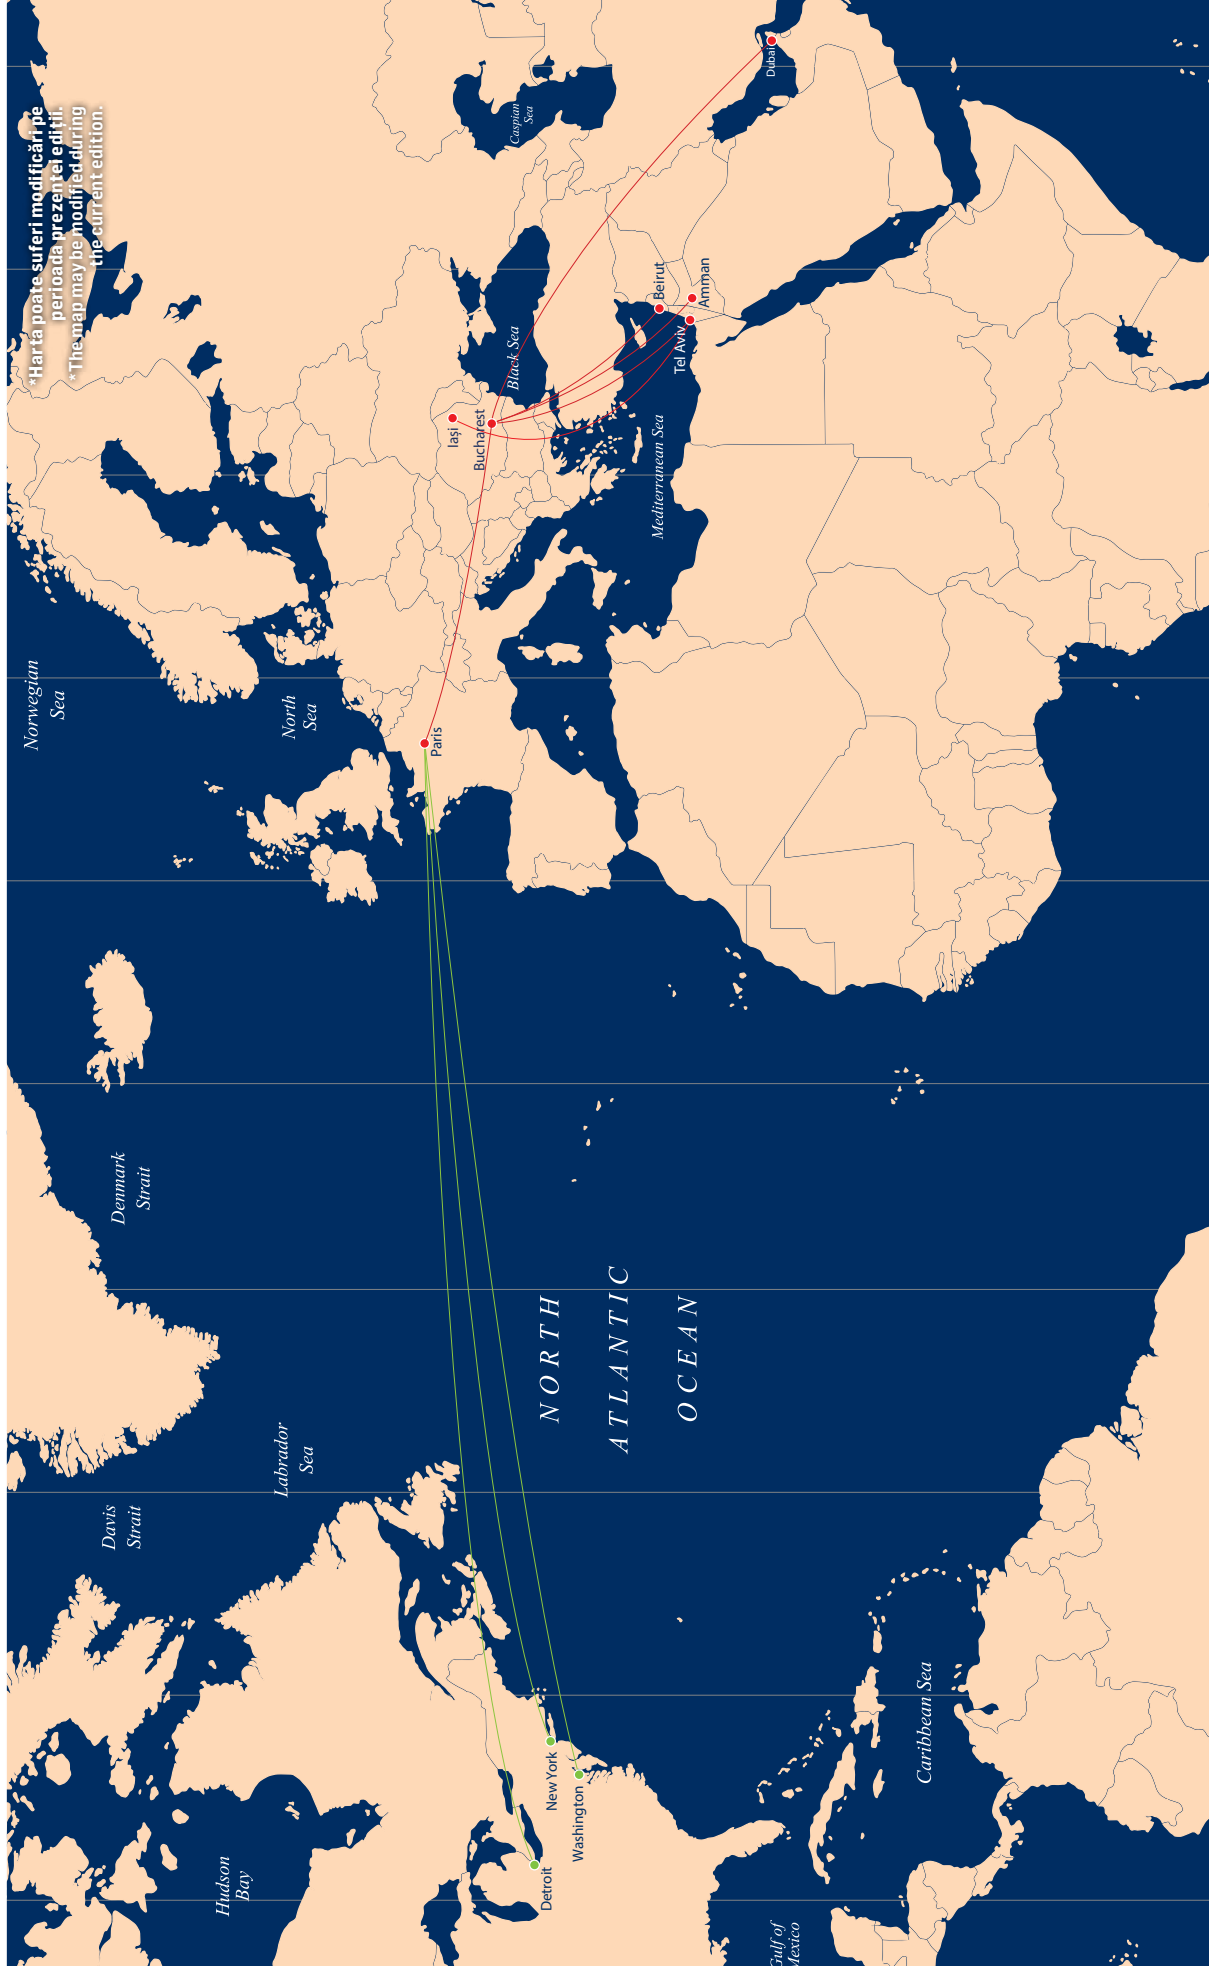 *Harta poate suferi modificări pe
perioada prezentei ediții.
*The map may be modified during
the current edition.
Norwegian
Sea
North
Sea
Denmark
Strait
Davis
Strait
Labrador
Sea
Hudson
Bay
NORTH
ATLANTIC
OCEAN
Caspian
Sea
Black Sea
Mediterranean Sea
Caribbean Sea
Gulf of
Mexico
Dubai
Beirut
Amman
Tel Aviv
Iași
Bucharest
Paris
New York
Washington
Detroit